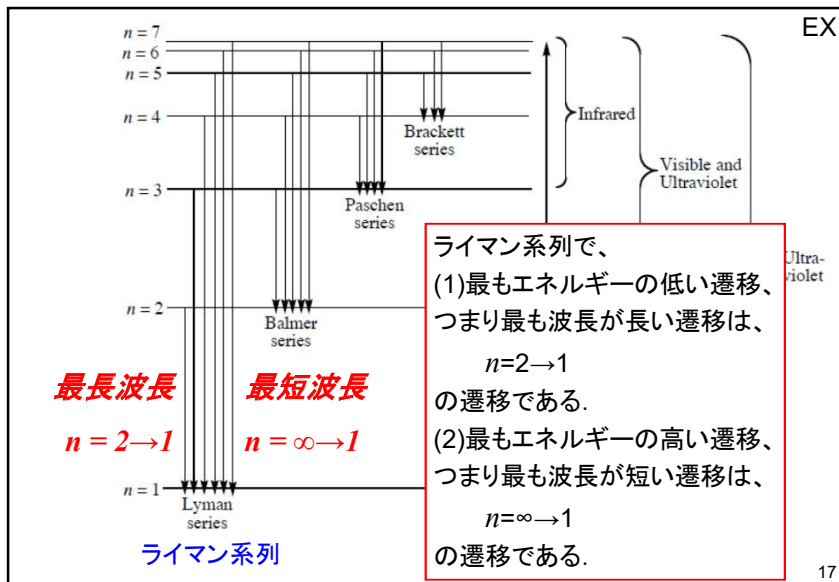 EX
n = 7
n = 6
n = 5
n = 4
Brackett
series
Infrared
n = 3
Paschen
series
Visible and
Ultraviolet
Ultra-
violet
n = 2
Balmer
series
最長波長
n = 2→1
最短波長
n = ∞→1
n = 1
Lyman
series
ライマン系列
ライマン系列で、
(1)最もエネルギーの低い遷移、
つまり最も波長が長い遷移は、
n=2→1
の遷移である.
(2)最もエネルギーの高い遷移、
つまり最も波長が短い遷移は、
n=∞→1
の遷移である.
17